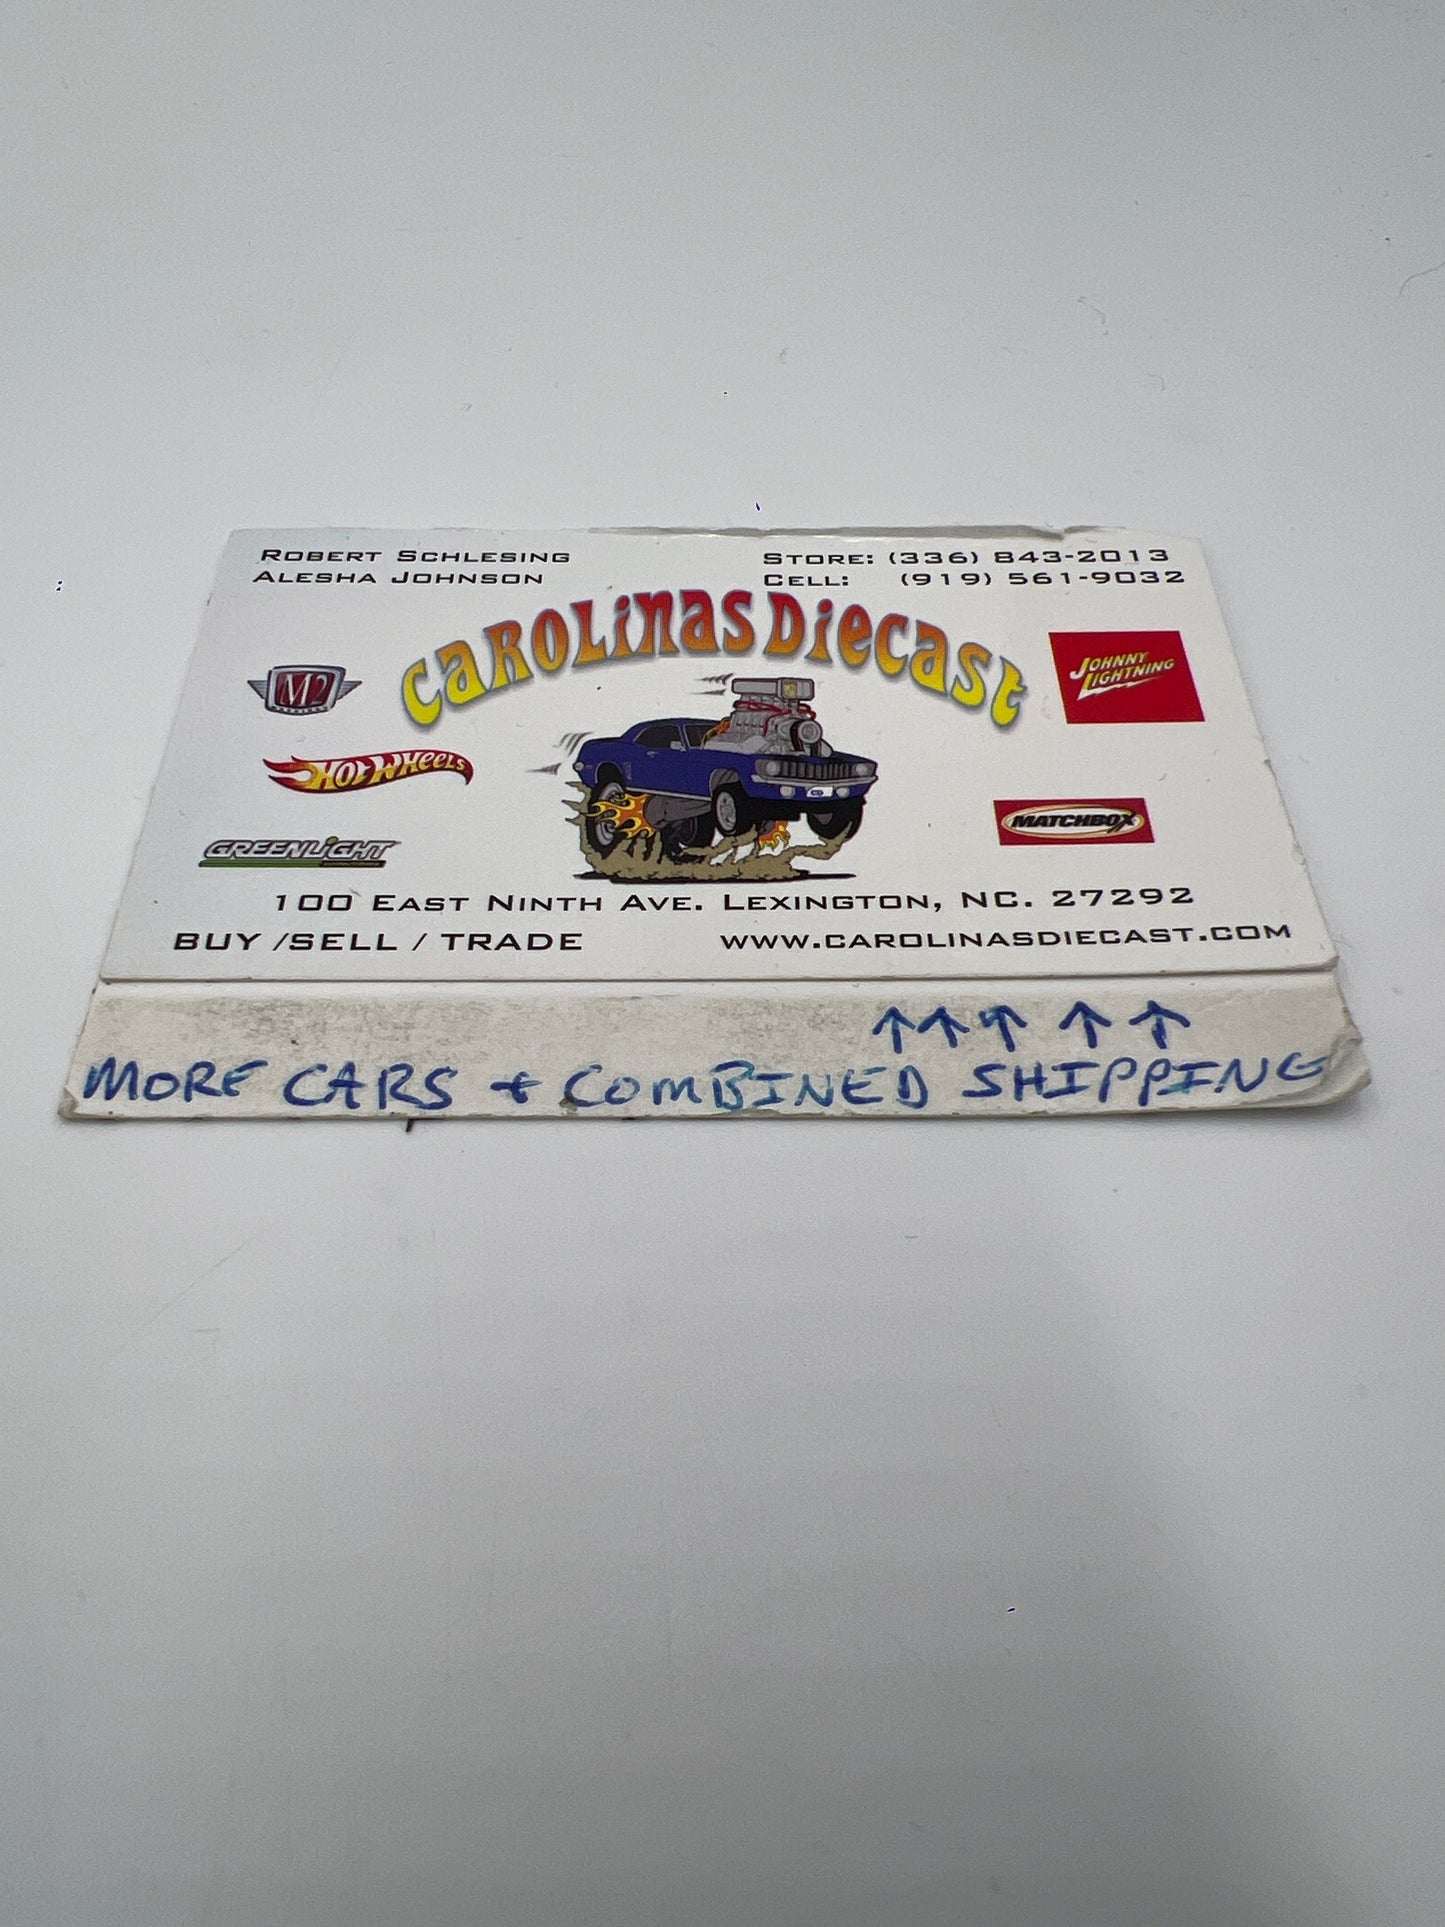 ROBERT SCHLESING
ALESHA JOHNSON
STORE: (336) 843-2013
CELL: (919) 561-9032
CAROLINAS DIECAST
M2
JOHNNY LIGHTNING
HOT WHEELS
MATCHBOX
GREENLIGHT
100 EAST NINTH AVE. LEXINGTON, NC. 27292
BUY /SELL / TRADE
WWW.CAROLINASDIECAST.COM
↑↑↑ ↑ ↑
MORE CARS + COMBINED SHIPPING